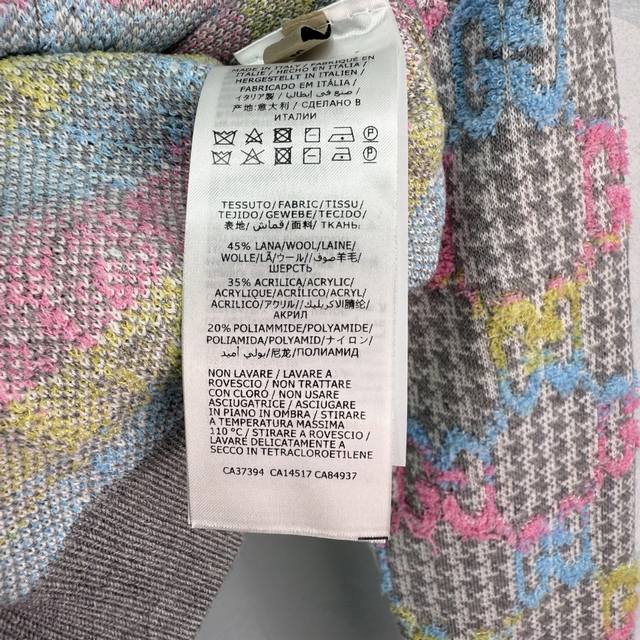 MADE IN ITALY / FABRIQUÉ EN
ITALIE / HECHO EN ITALIA /
HERGESTELLT IN ITALIEN /
FABRICADO EM ITÁLIA /
イタリア製 / صنع في إيطاليا /
产地:意大利 / СДЕЛАНО В
ИТАЛИИ
TESSUTO/FABRIC/TISSU/
TEJIDO/GEWEBE/TECIDO/
表地/قماش/面料/ТКАНЬ:
45% LANA/WOOL/LAINE/
WOLLE/LÃ/ウール/صوف/羊毛/
ШЕРСТЬ
35% ACRILICA/ACRYLIC/
ACRYLIQUE/ACRÍLICO/ACRYL/
ACRÍLICO/アクリル/الاكريليك/腈纶/
АКРИЛ
20% POLIAMMIDE/POLYAMIDE/
POLIAMIDA/POLYAMID/ナイロン/
بولي أميد/尼龙/ПОЛИАМИД
NON LAVARE / LAVARE A
ROVESCIO / NON TRATTARE
CON CLORO / NON USARE
ASCIUGATRICE / ASCIUGARE
IN PIANO IN OMBRA / STIRARE
A TEMPERATURA MASSIMA
110 °C / STIRARE A ROVESCIO /
LAVARE DELICATAMENTE A
SECCO IN TETRACLOROETILENE
CA37394 CA14517 CA84937